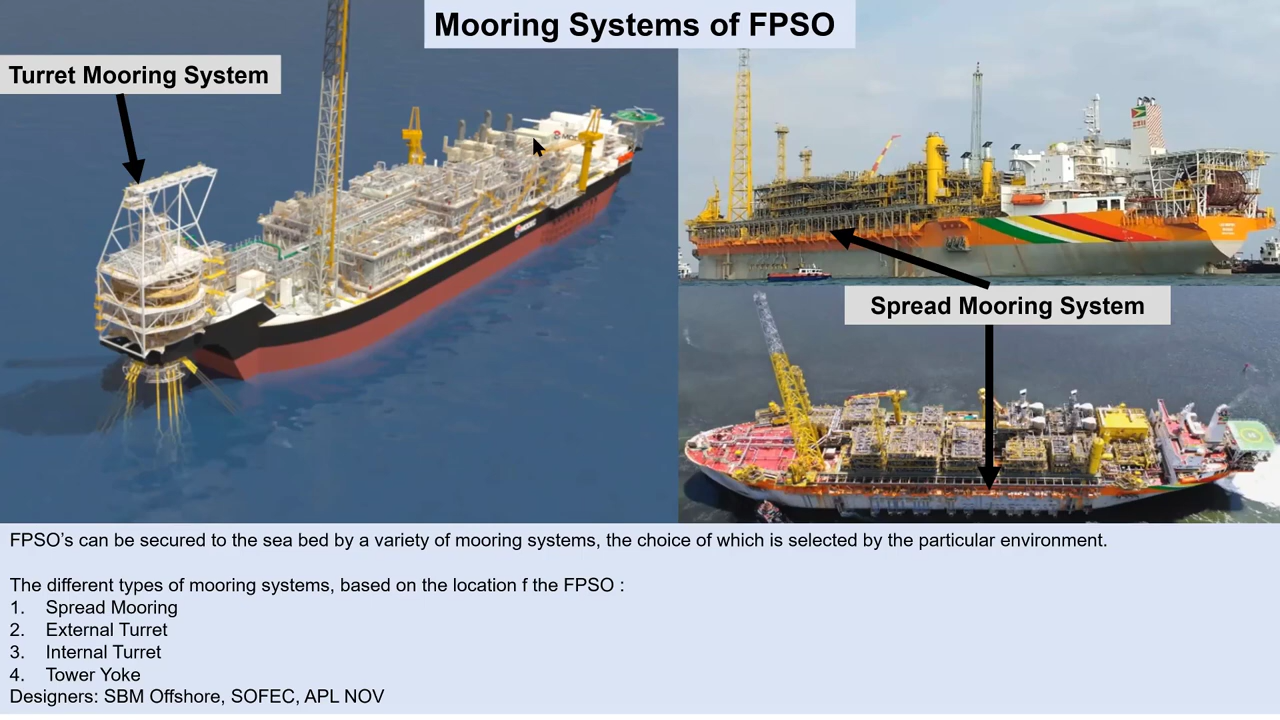 Mooring Systems of FPSO
Turret Mooring System
Spread Mooring System
FPSO’s can be secured to the sea bed by a variety of mooring systems, the choice of which is selected by the particular environment.
The different types of mooring systems, based on the location f the FPSO :
1. Spread Mooring
2. External Turret
3. Internal Turret
4. Tower Yoke
Designers: SBM Offshore, SOFEC, APL NOV